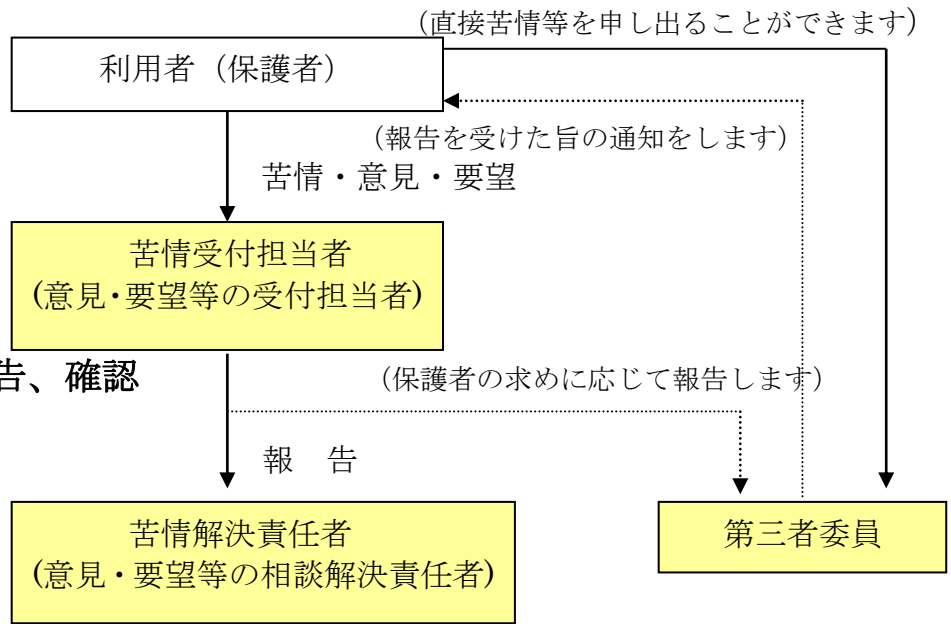 （直接苦情等を申し出ることができます）
利用者（保護者）
（報告を受けた旨の通知をします）
苦情・意見・要望
苦情受付担当者
(意見・要望等の受付担当者)
告、確認
（保護者の求めに応じて報告します）
報　告
苦情解決責任者
(意見・要望等の相談解決責任者)
第三者委員